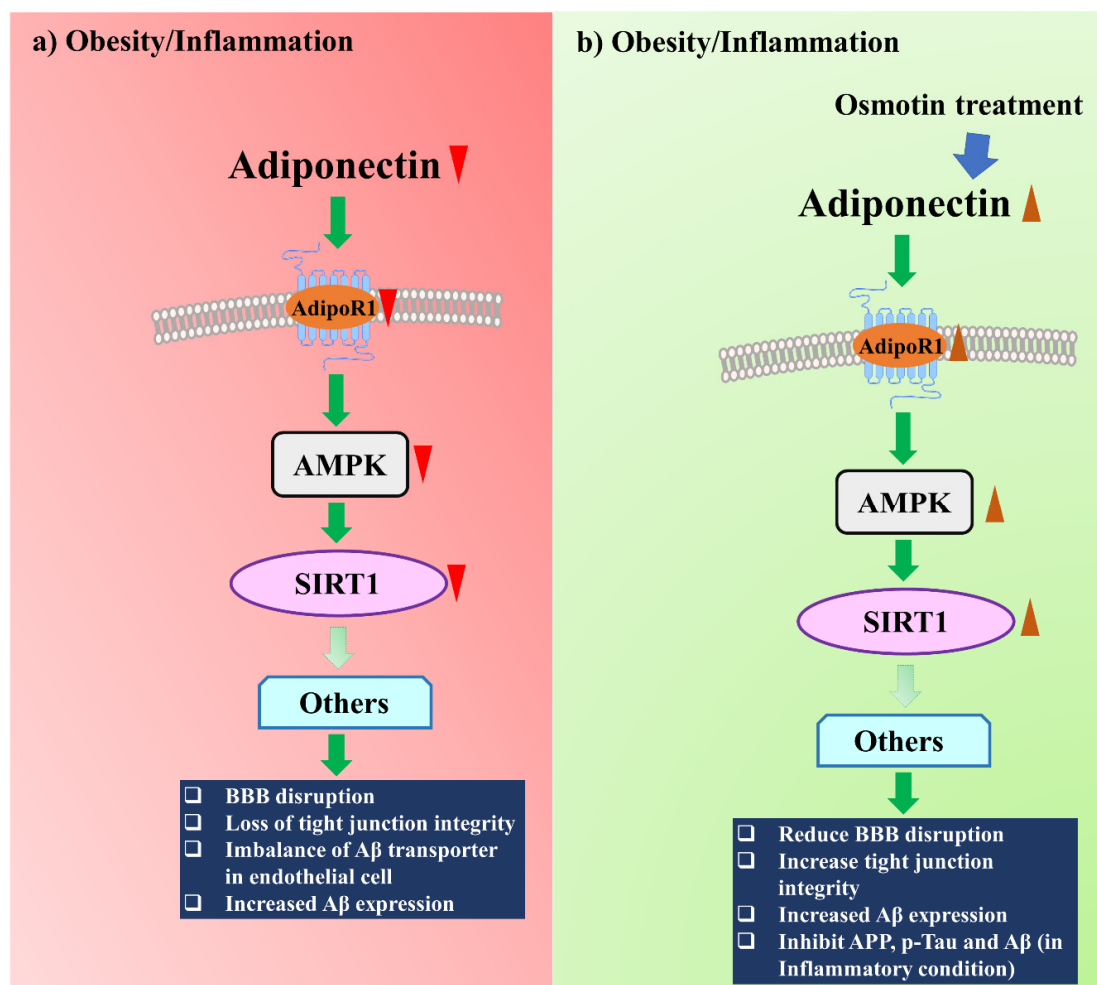 a) Obesity/Inflammation
Adiponectin
AdipoR1
AMPK
SIRT1
Others
❑ BBB disruption
❑ Loss of tight junction integrity
❑ Imbalance of Aβ transporter
in endothelial cell
❑ Increased Aβ expression
b) Obesity/Inflammation
Osmotin treatment
Adiponectin
AdipoR1
AMPK
SIRT1
Others
❑ Reduce BBB disruption
❑ Increase tight junction
integrity
❑ Increased Aβ expression
❑ Inhibit APP, p-Tau and Aβ (in
Inflammatory condition)